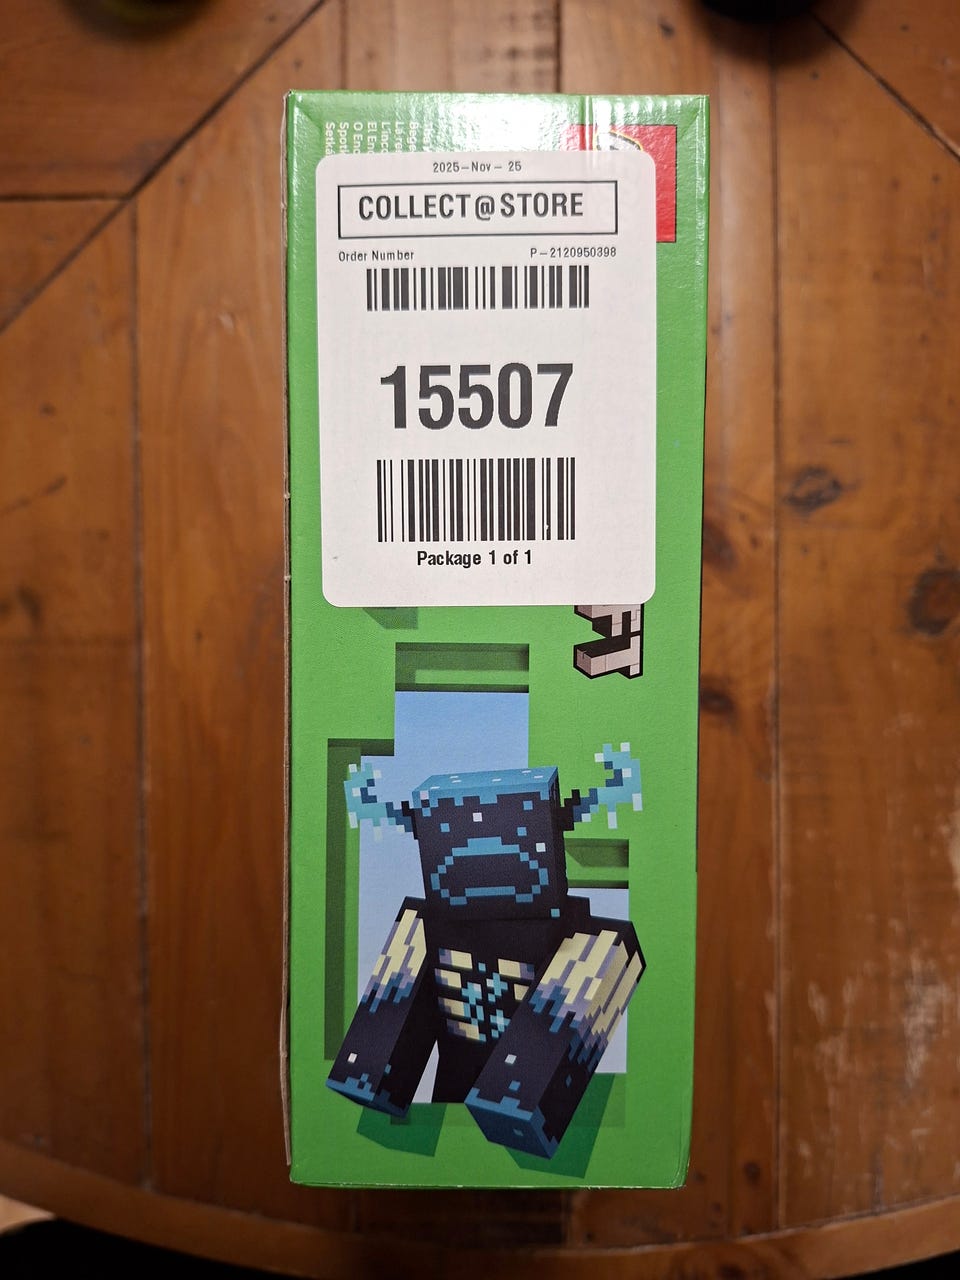 2025-Nov- 25
COLLECT@STORE
Order Number P-2120950398
15507
Package 1 of 1